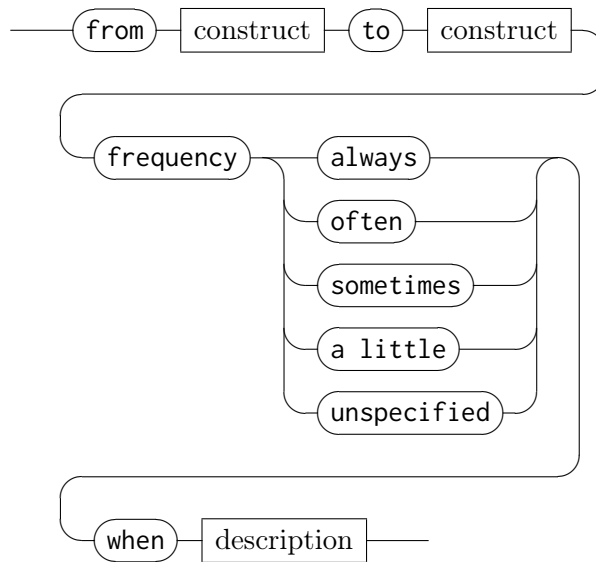 from construct to construct
frequency always
often
sometimes
a little
unspecified
when description